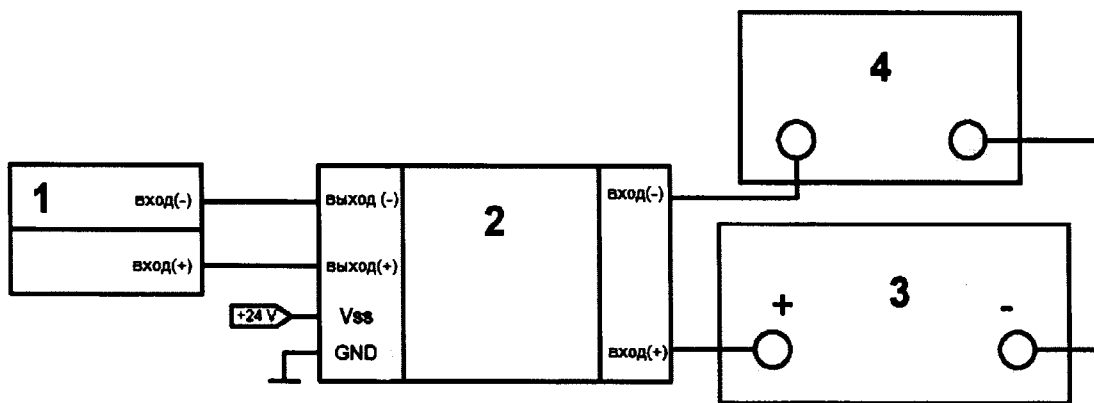 1
вход(-)
вход(+)
+24 V
выход (-)
выход(+)
Vss
GND
2
вход(-)
вход(+)
4
3
+
-